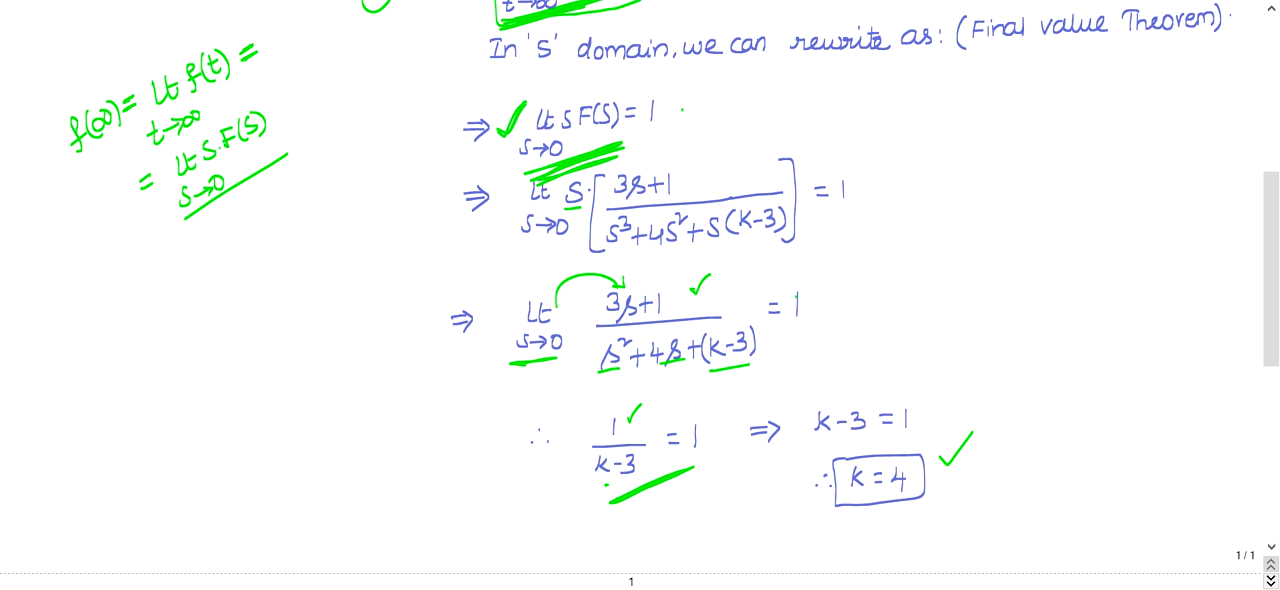 t→∞
In 's' domain, we can rewrite as: (Final value Theorem).
f(∞) = Lt f(t) =
t→∞
= Lt S.F(S)
S→0
⇒ Lt S F(S) = 1
S→0
⇒ Lt S. [ 3s+1 / S³+4S²+S(K-3) ] = 1
S→0
⇒ Lt 3s+1 / s²+4s+(K-3) = 1
S→0
∴ 1 / K-3 = 1 ⇒ K-3 = 1
∴ K = 4
1 / 1
1